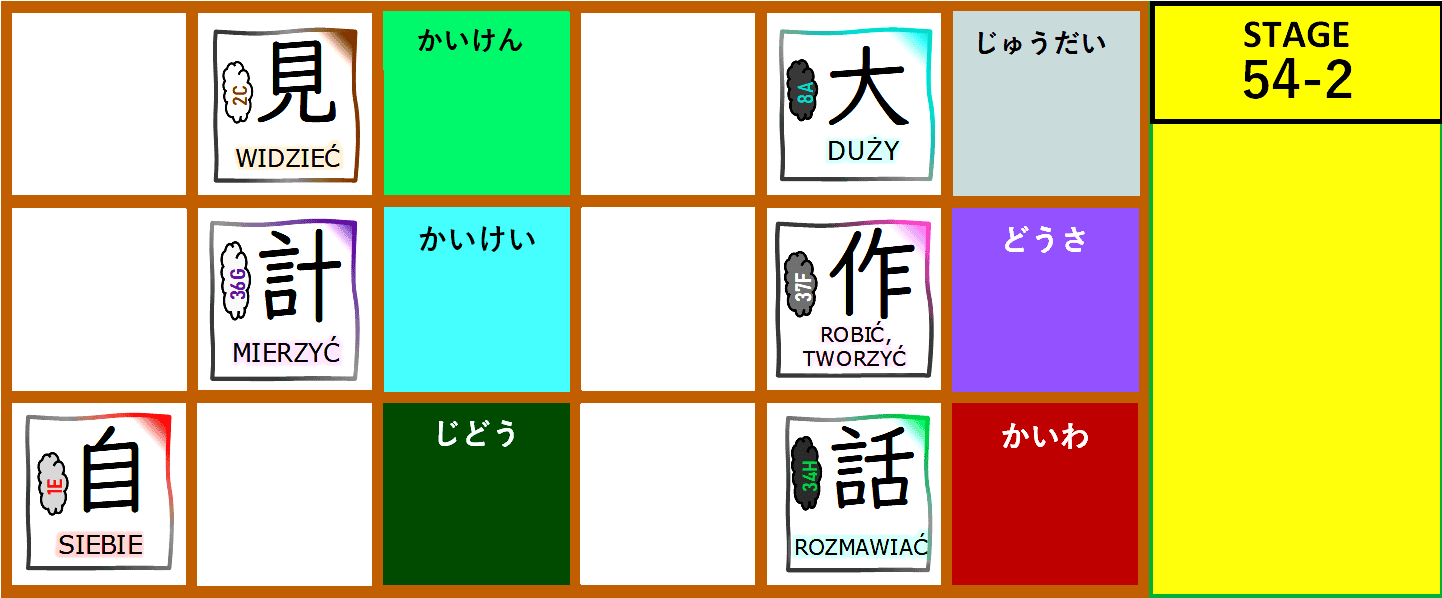 見
2C
WIDZIEĆ
かいけん
大
8A
DUŻY
じゅうだい
STAGE
54-2
計
36G
MIERZYĆ
かいけい
作
37F
ROBIĆ,
TWORZYĆ
どうさ
自
1E
SIEBIE
じどう
話
34H
ROZMAWIAĆ
かいわ